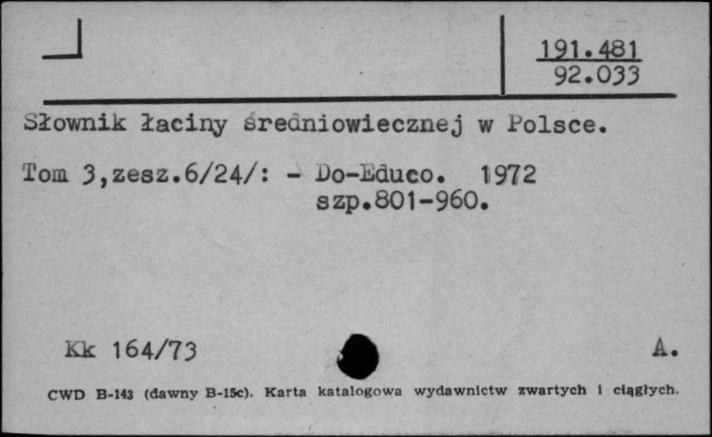 191.481
92.033
Słownik łaciny średniowiecznej w Polsce.
Tom 3,zesz.6/24/: - Do-Educo. 1972
szp.801-960.
Kk 164/73
A.
CWD B-143 (dawny B-15c). Karta katalogowa wydawnictw zwartych i ciągłych.